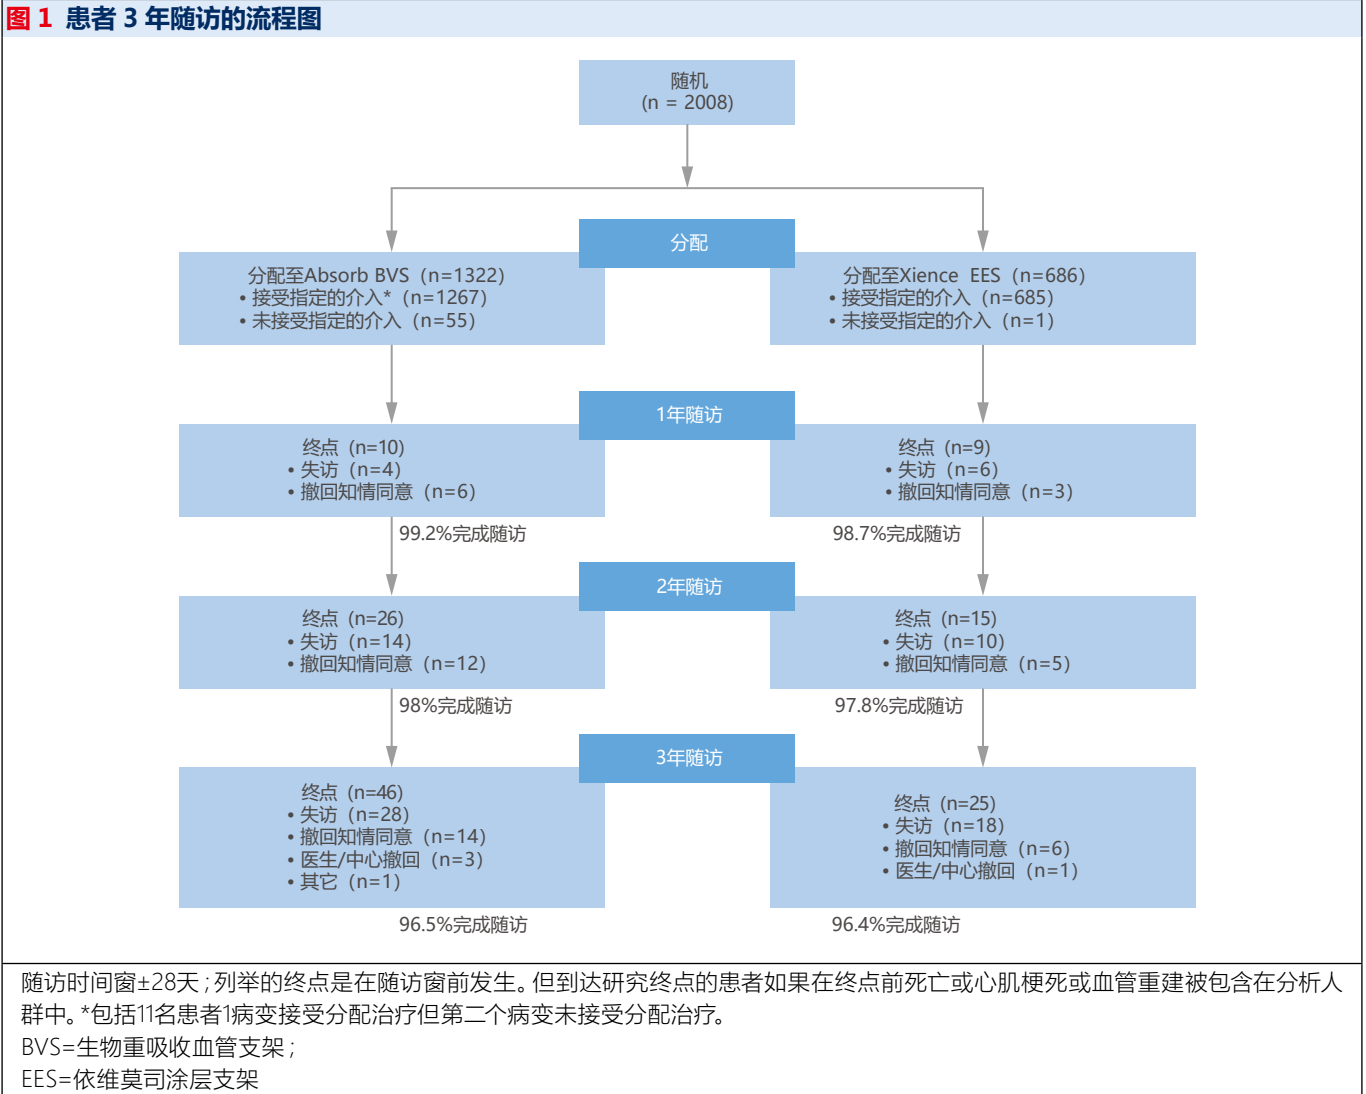 图 1 患者 3 年随访的流程图
随机
(n = 2008)
分配
分配至Absorb BVS（n=1322）
• 接受指定的介入*（n=1267）
• 未接受指定的介入（n=55）
分配至Xience EES（n=686）
• 接受指定的介入（n=685）
• 未接受指定的介入（n=1）
1年随访
终点 (n=10)
• 失访（n=4）
• 撤回知情同意（n=6）
终点 (n=9)
• 失访（n=6）
• 撤回知情同意（n=3）
99.2%完成随访
98.7%完成随访
2年随访
终点 (n=26)
• 失访（n=14）
• 撤回知情同意（n=12）
终点 (n=15)
• 失访（n=10）
• 撤回知情同意（n=5）
98%完成随访
97.8%完成随访
3年随访
终点 (n=46)
• 失访（n=28）
• 撤回知情同意（n=14）
• 医生/中心撤回（n=3）
• 其它（n=1）
终点 (n=25)
• 失访（n=18）
• 撤回知情同意（n=6）
• 医生/中心撤回（n=1）
96.5%完成随访
96.4%完成随访
随访时间窗±28天；列举的终点是在随访窗前发生。但到达研究终点的患者如果在终点前死亡或心肌梗死或血管重建被包含在分析人
群中。*包括11名患者1病变接受分配治疗但第二个病变未接受分配治疗。
BVS=生物重吸收血管支架；
EES=依维莫司涂层支架